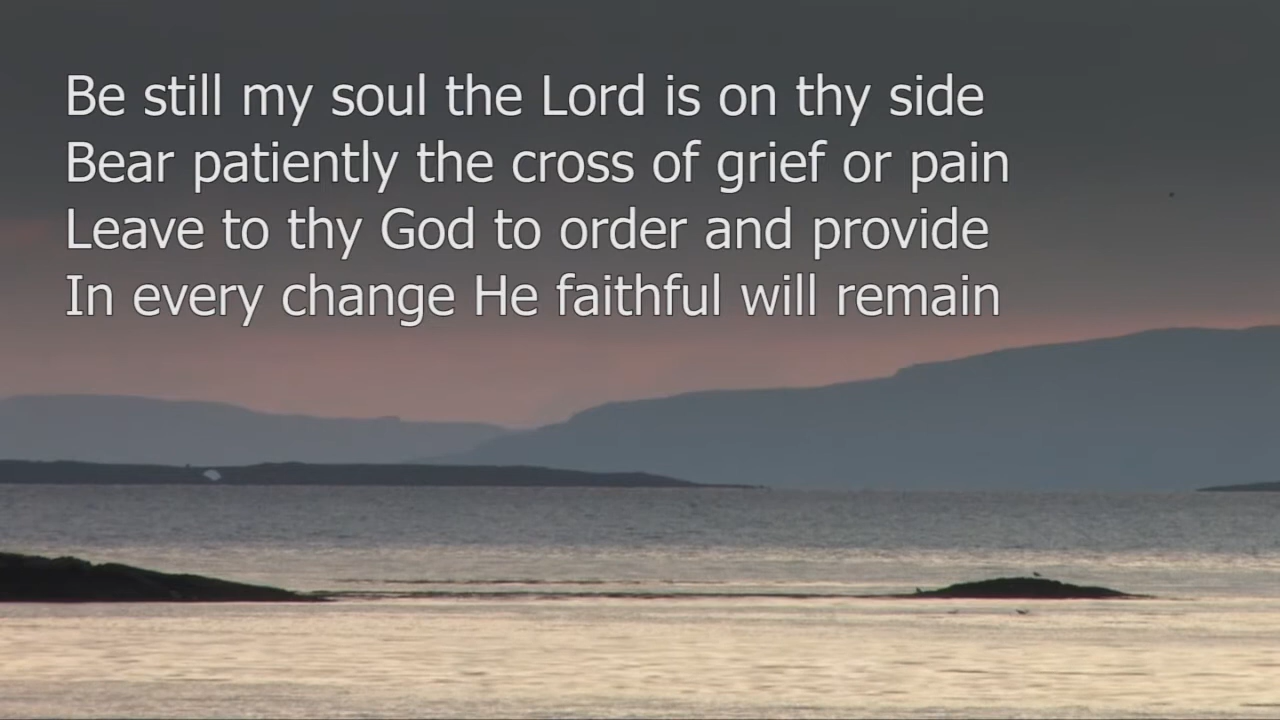 Be still my soul the Lord is on thy side
Bear patiently the cross of grief or pain
Leave to thy God to order and provide
In every change He faithful will remain